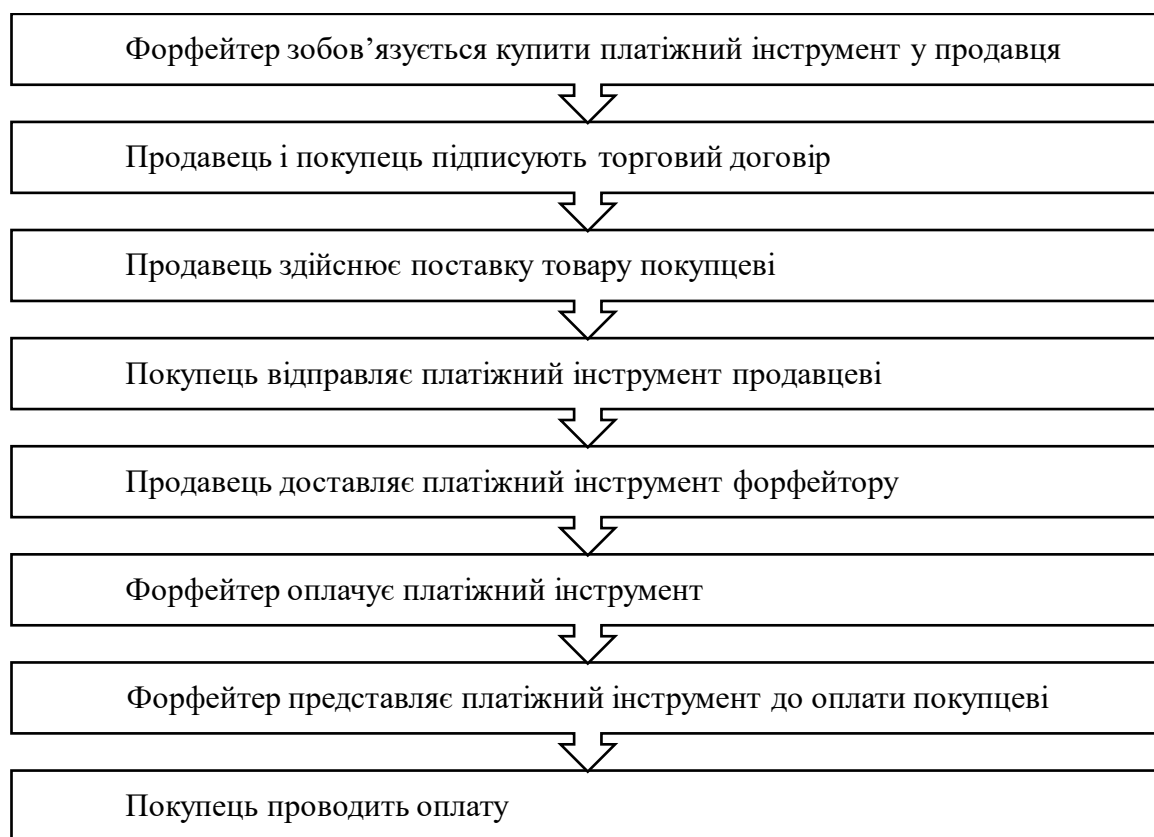 Форфейтер зобов’язується купити платіжний інструмент у продавця
Продавець і покупець підписують торговий договір
Продавець здійснює поставку товару покупцеві
Покупець відправляє платіжний інструмент продавцеві
Продавець доставляє платіжний інструмент форфейтору
Форфейтер оплачує платіжний інструмент
Форфейтер представляє платіжний інструмент до оплати покупцеві
Покупець проводить оплату